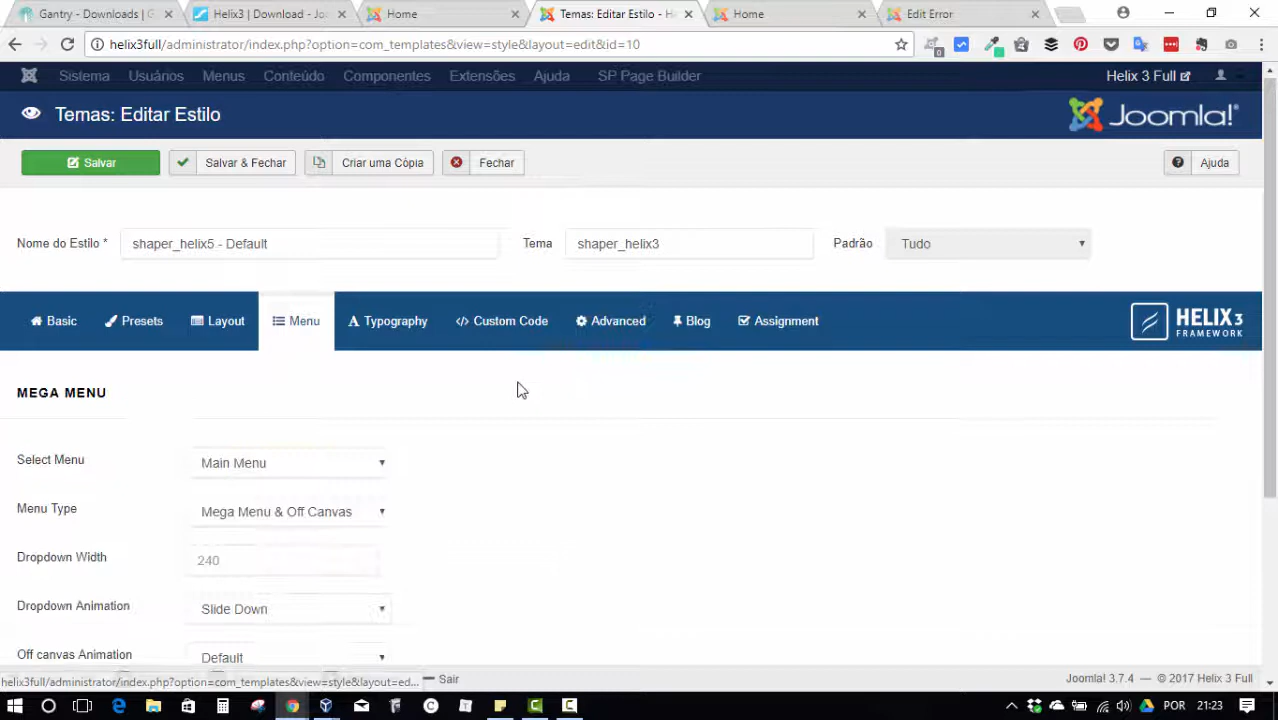 Gantry - Downloads | G
Helix3 | Download - Jo
Home
Temas: Editar Estilo - H
Home
Edit Error
helix3full/administrator/index.php?option=com_templates&view=style&layout=edit&id=10
Sistema Usuários Menus Conteúdo Componentes Extensões Ajuda SP Page Builder Helix 3 Full
Temas: Editar Estilo
Joomla!®
Salvar Salvar & Fechar Criar uma Cópia Fechar Ajuda
Nome do Estilo * shaper_helix5 - Default Tema shaper_helix3 Padrão Tudo
Basic Presets Layout Menu Typography Custom Code Advanced Blog Assignment
HELIX3
FRAMEWORK
MEGA MENU
Select Menu Main Menu
Menu Type Mega Menu & Off Canvas
Dropdown Width 240
Dropdown Animation Slide Down
Off canvas Animation Default
helix3full/administrator/index.php?option=com_templates&view=style&layout=ed... Sair Joomla! 3.7.4 — © 2017 Helix 3 Full
POR 21:23